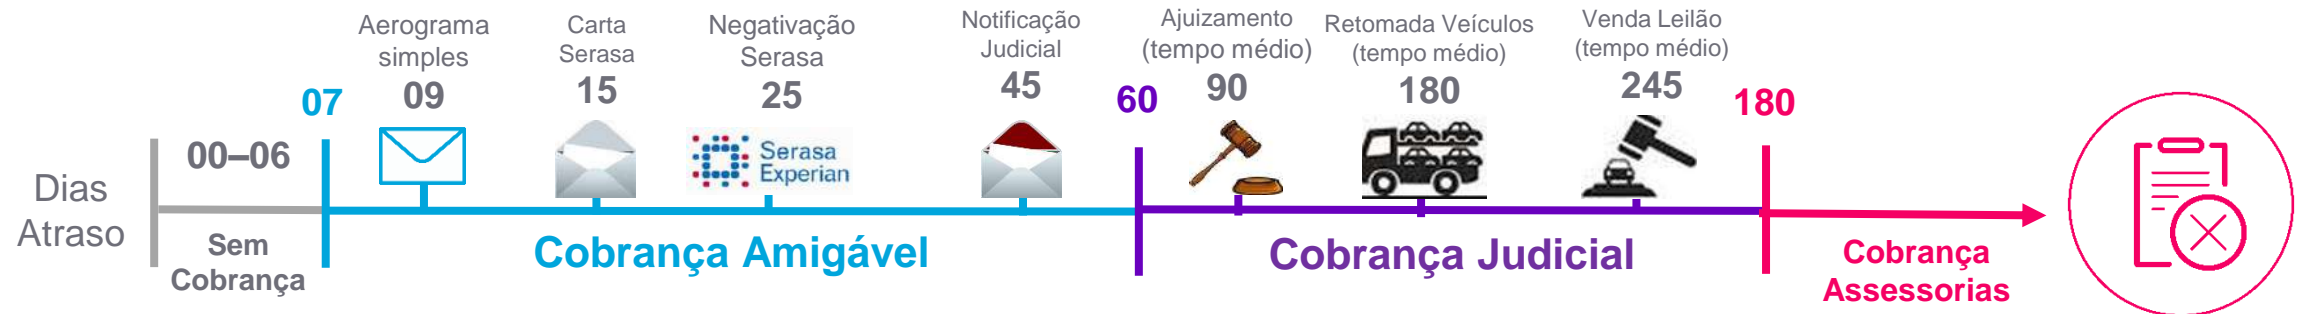 Dias
Atraso
00–06
Sem
Cobrança
07
Aerograma
simples
09
Carta
Serasa
15
Negativação
Serasa
25
Serasa
Experian
Notificação
Judicial
45
Cobrança Amigável
60
Ajuizamento
(tempo médio)
90
Retomada Veículos
(tempo médio)
180
Venda Leilão
(tempo médio)
245
Cobrança Judicial
180
Cobrança
Assessorias